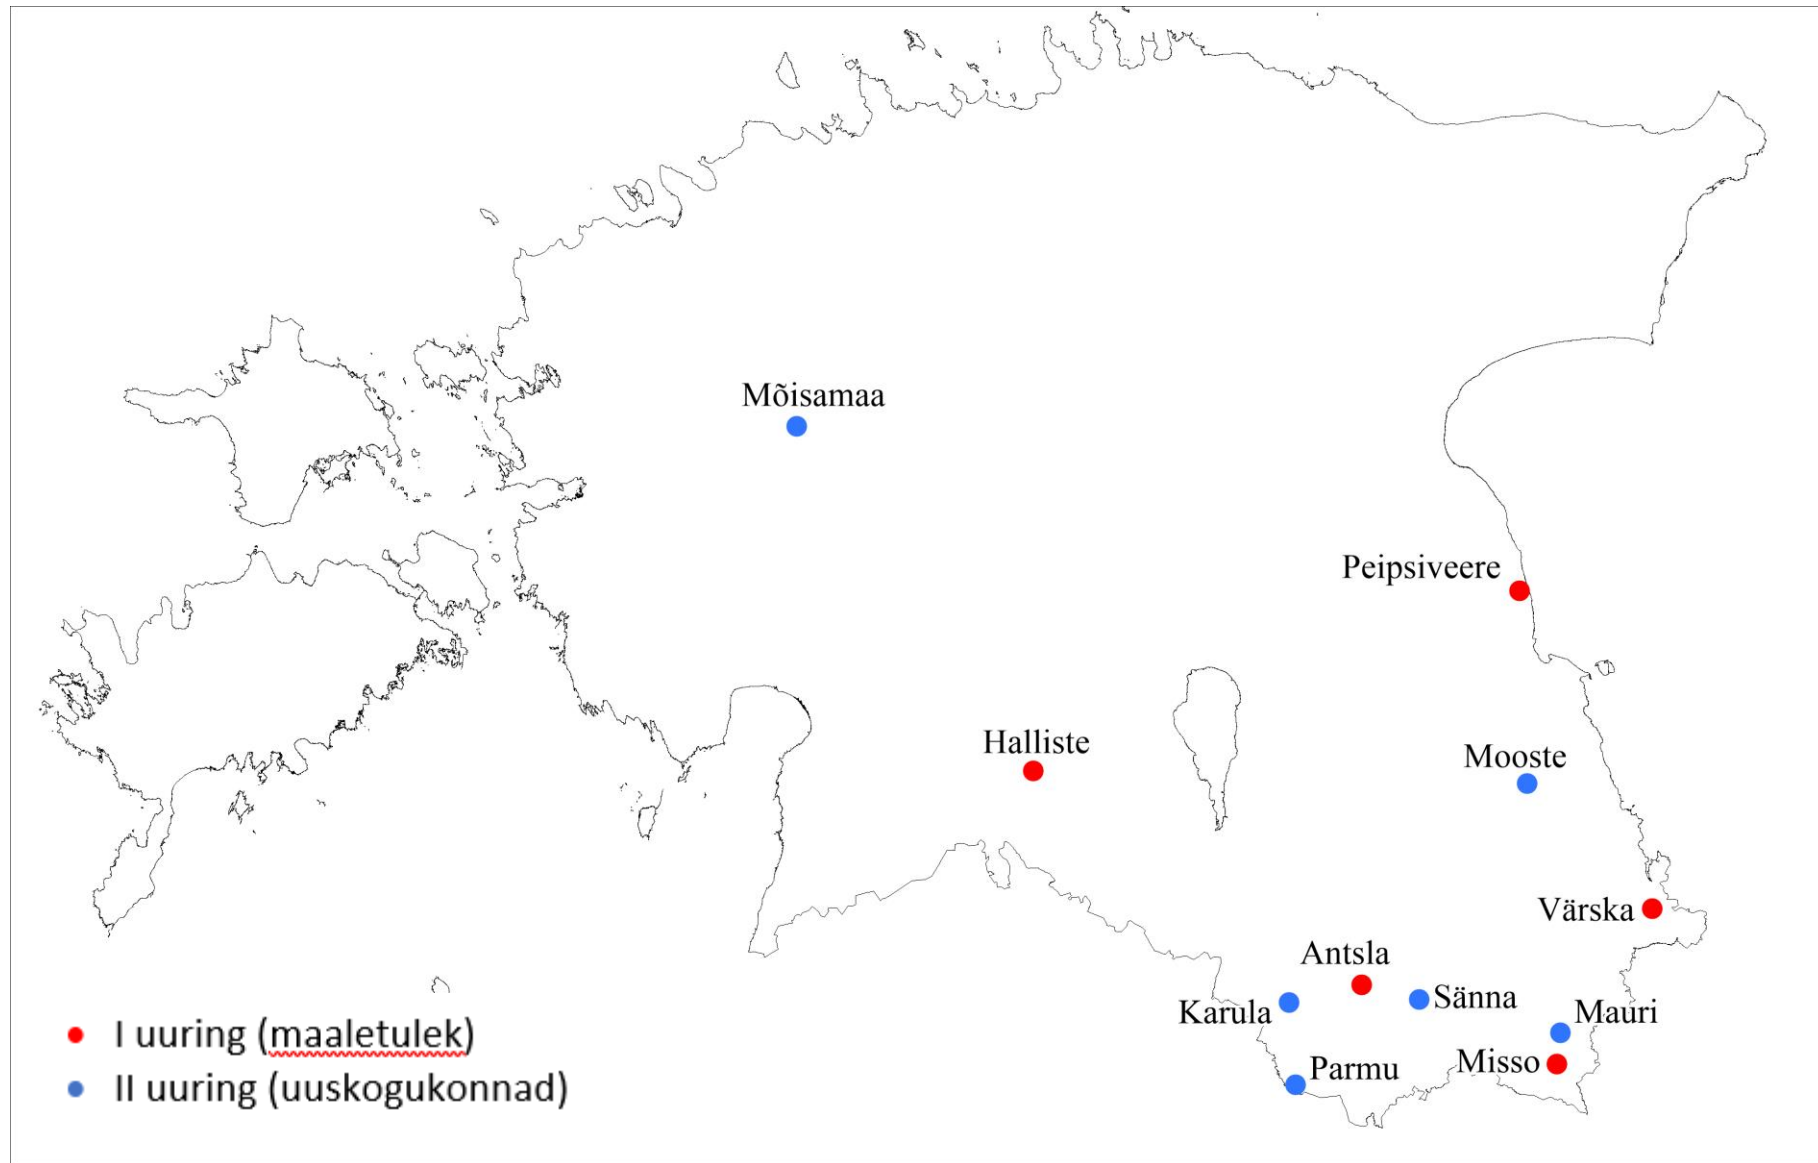 Mõisamaa
Peipsiveere
Halliste
Mooste
Värska
Antsla
Sänna
Karula
Mauri
Misso
Parmu
I uuring (maaletulek)
II uuring (uuskogukonnad)